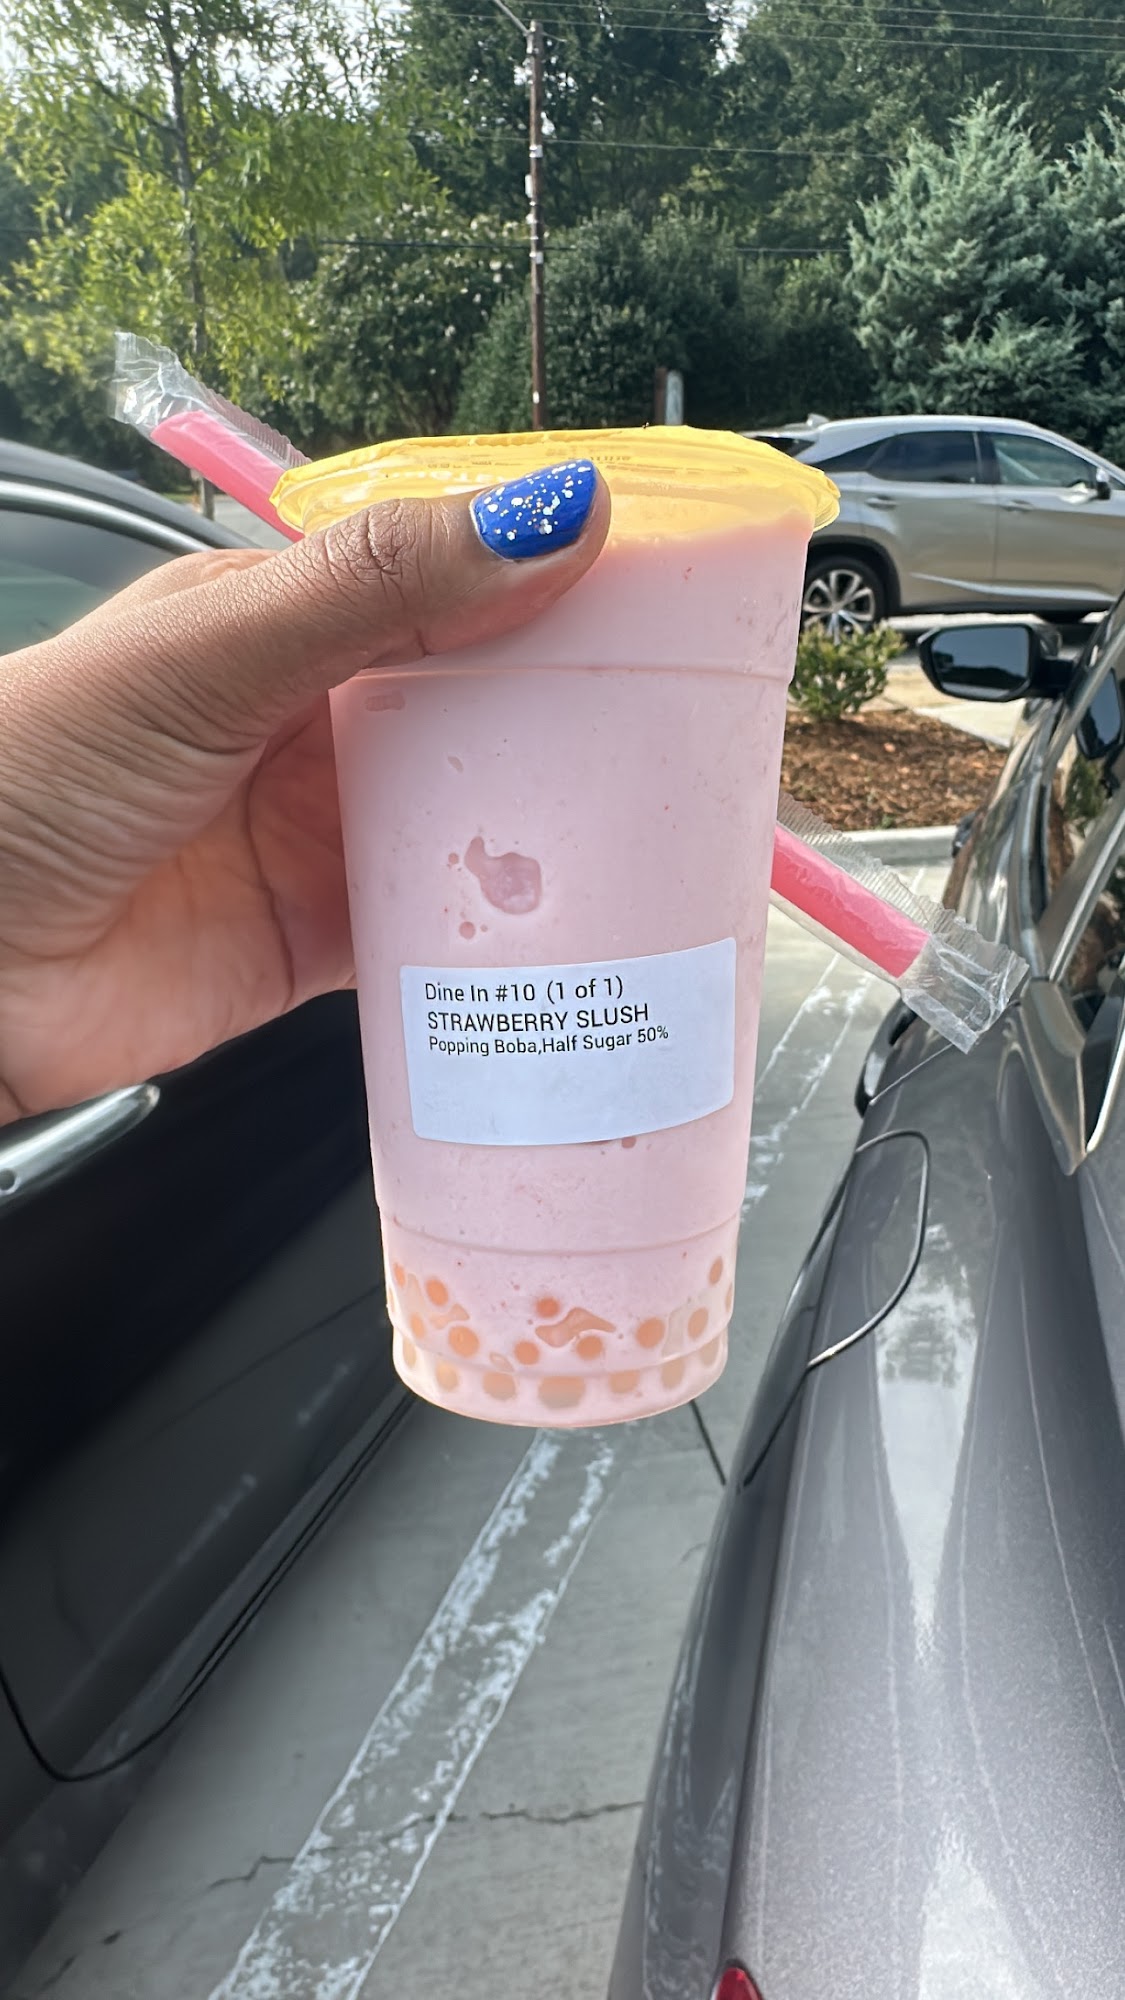 Dine In #10 (1 of 1)
STRAWBERRY SLUSH
Popping Boba,Half Sugar 50%